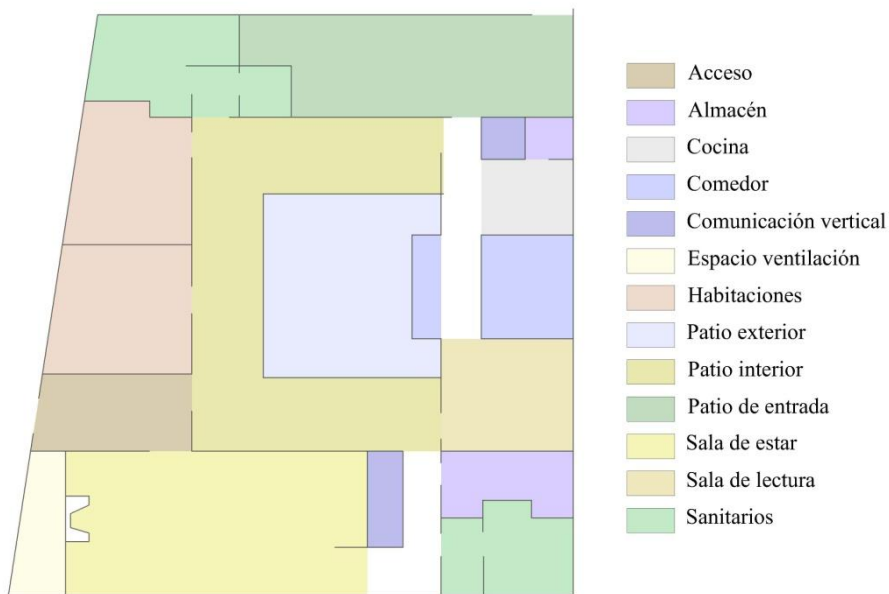 Acceso
Almacén
Cocina
Comedor
Comunicación vertical
Espacio ventilación
Habitaciones
Patio exterior
Patio interior
Patio de entrada
Sala de estar
Sala de lectura
Sanitarios